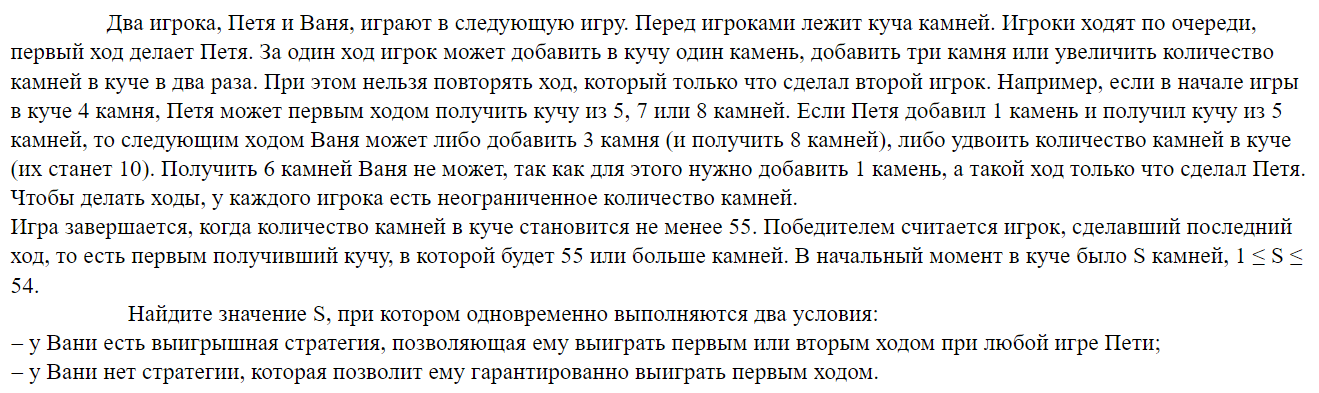 Два игрока, Петя и Ваня, играют в следующую игру. Перед игроками лежит куча камней. Игроки ходят по очереди,
первый ход делает Петя. За один ход игрок может добавить в кучу один камень, добавить три камня или увеличить количество
камней в куче в два раза. При этом нельзя повторять ход, который только что сделал второй игрок. Например, если в начале игры
в куче 4 камня, Петя может первым ходом получить кучу из 5, 7 или 8 камней. Если Петя добавил 1 камень и получил кучу из 5
камней, то следующим ходом Ваня может либо добавить 3 камня (и получить 8 камней), либо удвоить количество камней в куче
(их станет 10). Получить 6 камней Ваня не может, так как для этого нужно добавить 1 камень, а такой ход только что сделал Петя.
Чтобы делать ходы, у каждого игрока есть неограниченное количество камней.
Игра завершается, когда количество камней в куче становится не менее 55. Победителем считается игрок, сделавший последний
ход, то есть первым получивший кучу, в которой будет 55 или больше камней. В начальный момент в куче было S камней, 1 ≤ S ≤
54.
Найдите значение S, при котором одновременно выполняются два условия:
– у Вани есть выигрышная стратегия, позволяющая ему выиграть первым или вторым ходом при любой игре Пети;
– у Вани нет стратегии, которая позволит ему гарантированно выиграть первым ходом.